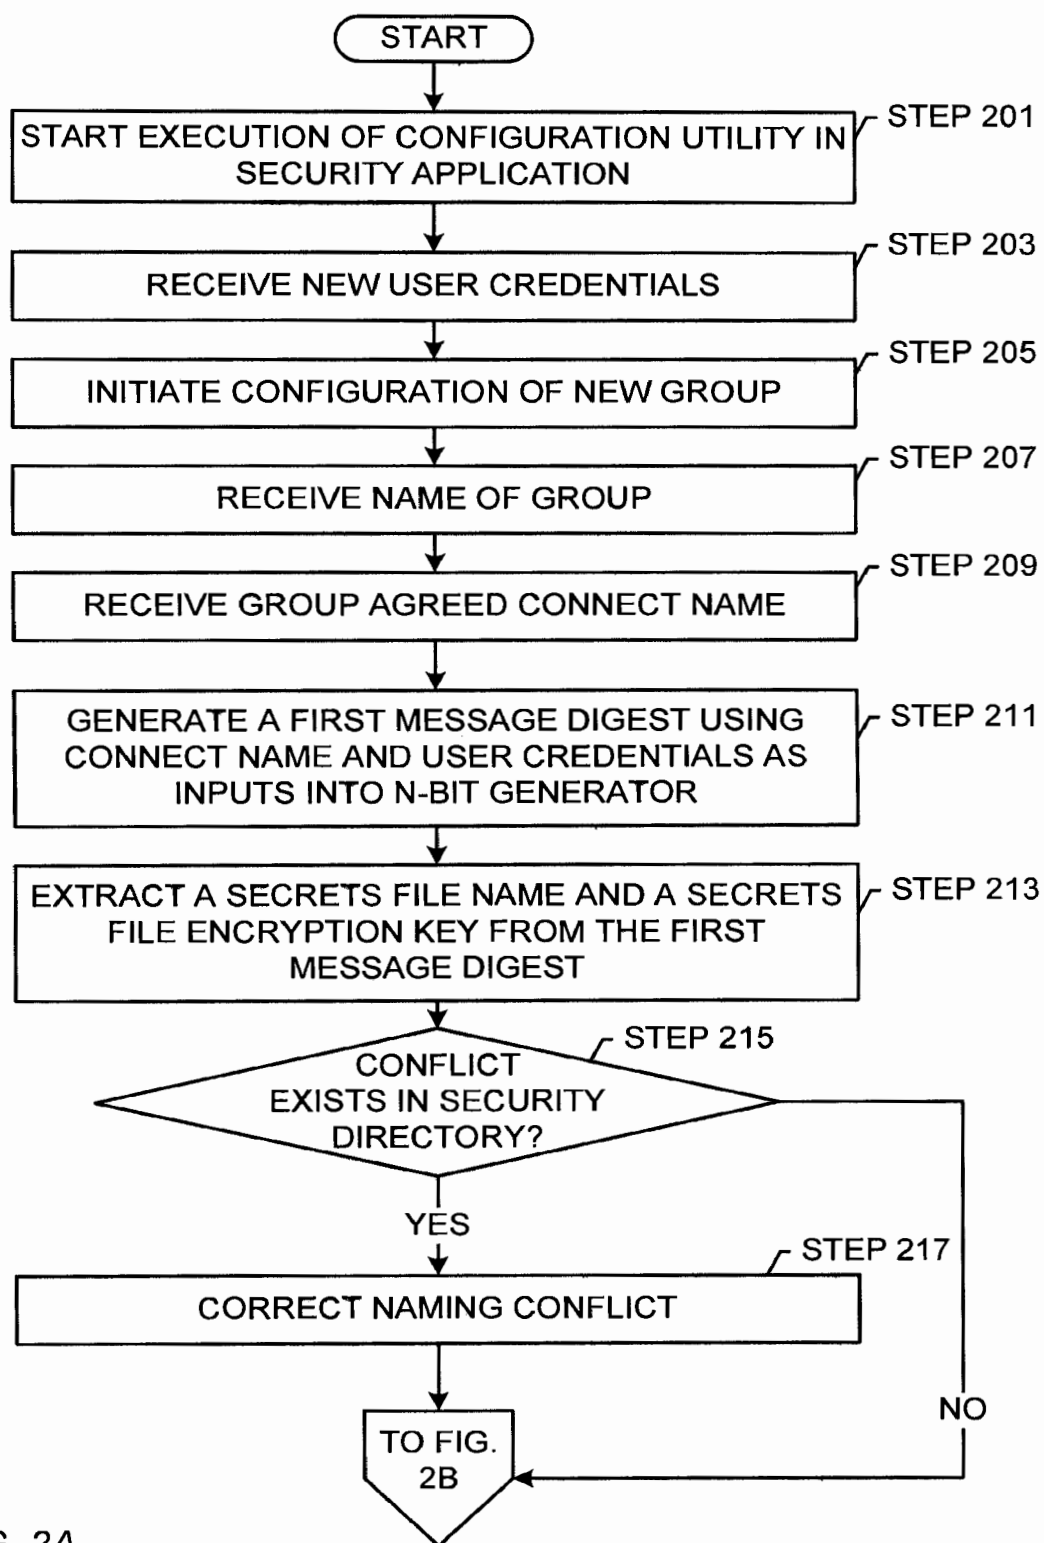 START
STEP 201
START EXECUTION OF CONFIGURATION UTILITY IN
SECURITY APPLICATION
STEP 203
RECEIVE NEW USER CREDENTIALS
STEP 205
INITIATE CONFIGURATION OF NEW GROUP
STEP 207
RECEIVE NAME OF GROUP
STEP 209
RECEIVE GROUP AGREED CONNECT NAME
STEP 211
GENERATE A FIRST MESSAGE DIGEST USING
CONNECT NAME AND USER CREDENTIALS AS
INPUTS INTO N-BIT GENERATOR
STEP 213
EXTRACT A SECRETS FILE NAME AND A SECRETS
FILE ENCRYPTION KEY FROM THE FIRST
MESSAGE DIGEST
STEP 215
CONFLICT
EXISTS IN SECURITY
DIRECTORY?
YES
STEP 217
CORRECT NAMING CONFLICT
NO
TO FIG.
2B
2A